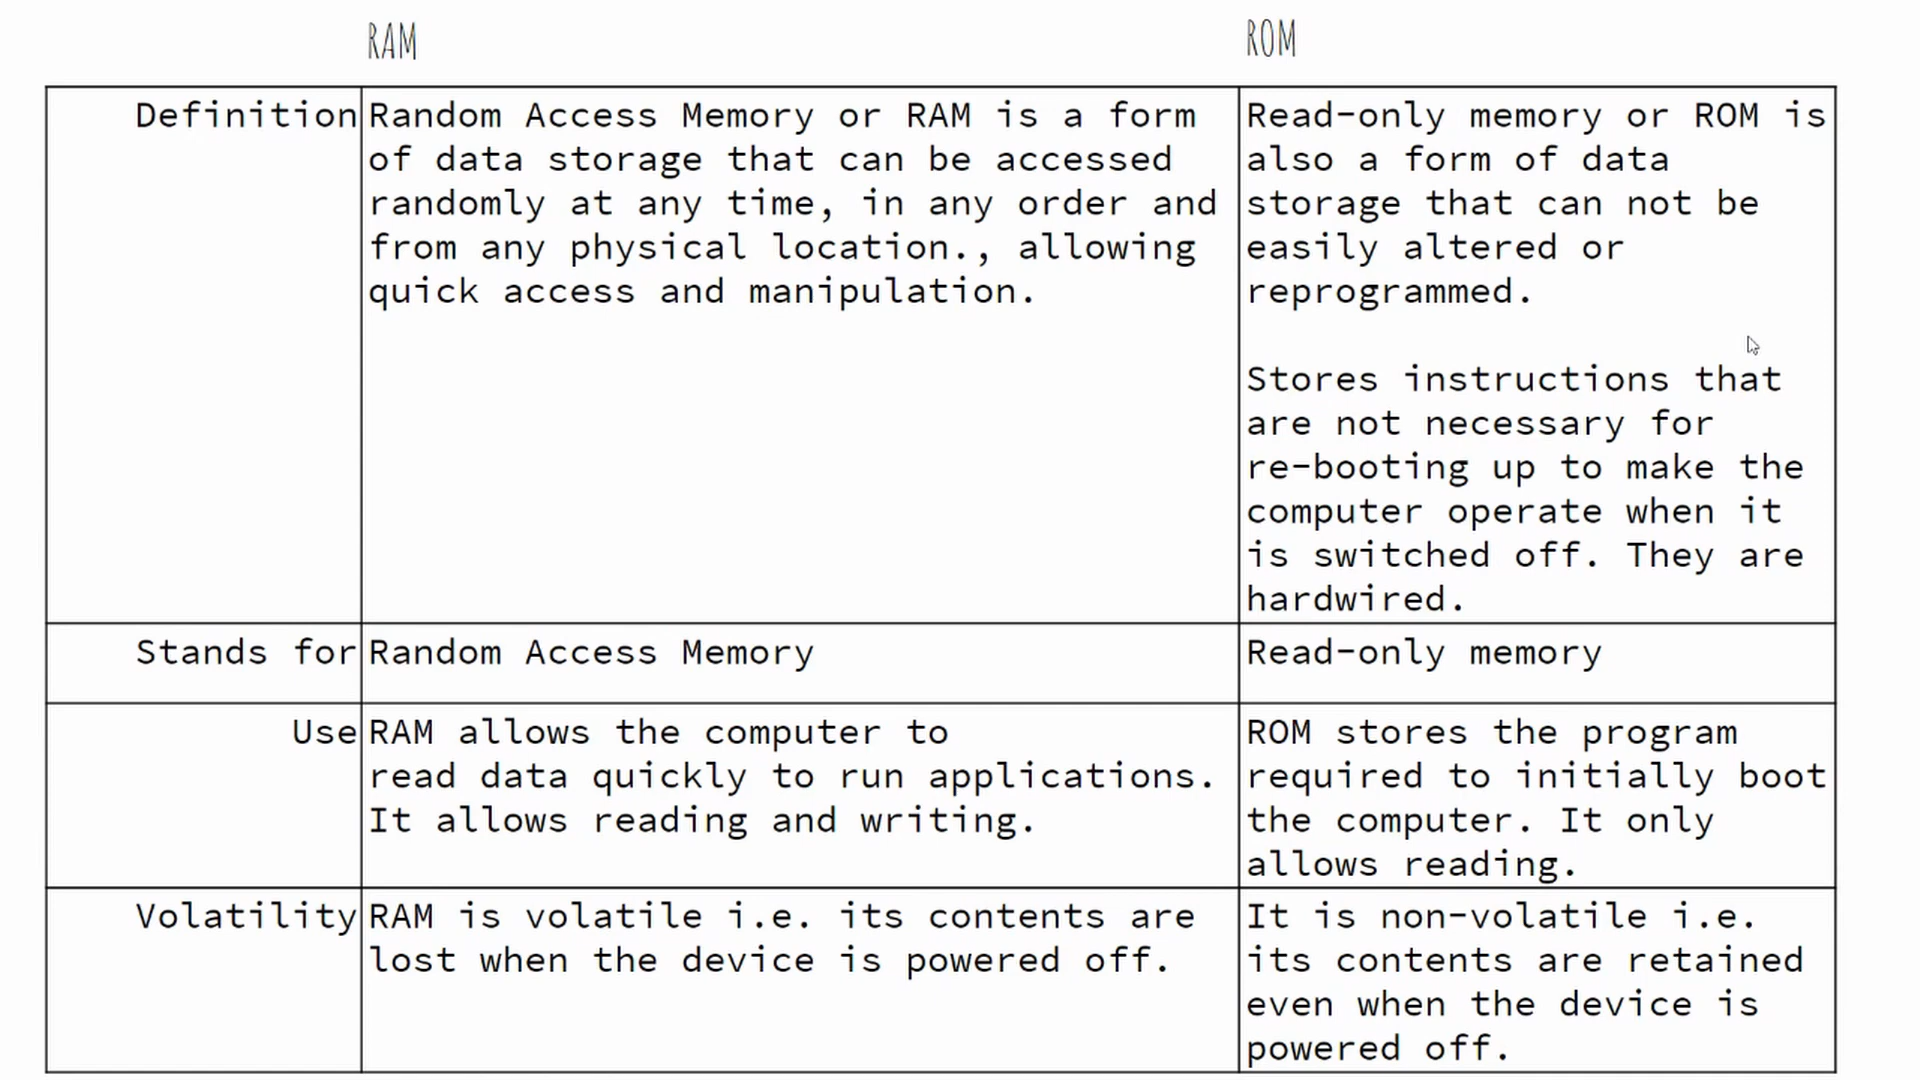 RAM
ROM
Definition
Random Access Memory or RAM is a form
of data storage that can be accessed
randomly at any time, in any order and
from any physical location., allowing
quick access and manipulation.
Read-only memory or ROM is
also a form of data
storage that can not be
easily altered or
reprogrammed.
Stores instructions that
are not necessary for
re-booting up to make the
computer operate when it
is switched off. They are
hardwired.
Stands for
Random Access Memory
Read-only memory
Use
RAM allows the computer to
read data quickly to run applications.
It allows reading and writing.
ROM stores the program
required to initially boot
the computer. It only
allows reading.
Volatility
RAM is volatile i.e. its contents are
lost when the device is powered off.
It is non-volatile i.e.
its contents are retained
even when the device is
powered off.